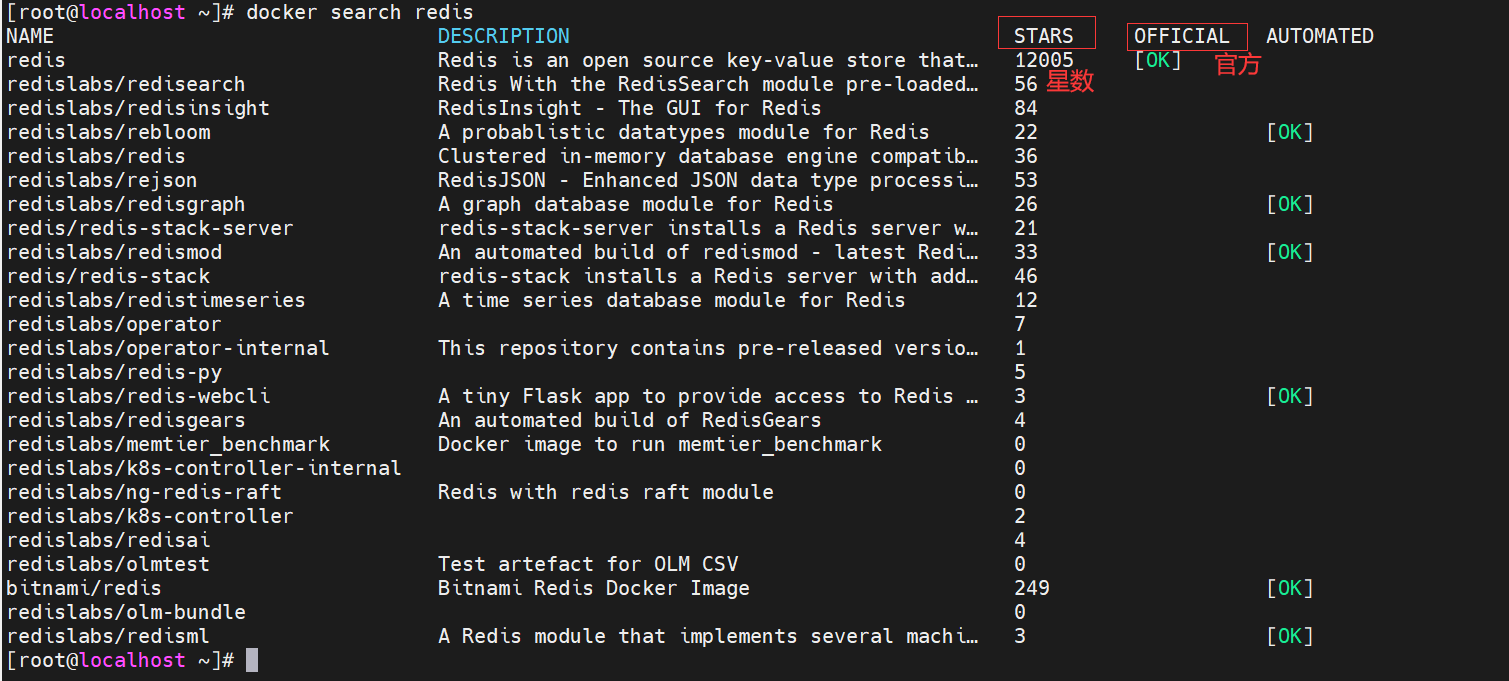 [root@localhost ~]# docker search redis
NAME DESCRIPTION STARS OFFICIAL AUTOMATED
redis Redis is an open source key-value store that… 12005 [OK] 官方
redislabs/redisearch Redis With the RedisSearch module pre-loaded… 56 星数
redislabs/redisinsight RedisInsight - The GUI for Redis 84
redislabs/rebloom A probablistic datatypes module for Redis 22 [OK]
redislabs/redis Clustered in-memory database engine compatib… 36
redislabs/rejson RedisJSON - Enhanced JSON data type processi… 53
redislabs/redisgraph A graph database module for Redis 26 [OK]
redis/redis-stack-server redis-stack-server installs a Redis server w… 21
redislabs/redismod An automated build of redismod - latest Redi… 33 [OK]
redis/redis-stack redis-stack installs a Redis server with add… 46
redislabs/redistimeseries A time series database module for Redis 12
redislabs/operator 7
redislabs/operator-internal This repository contains pre-released versio… 1
redislabs/redis-py 5
redislabs/redis-webcli A tiny Flask app to provide access to Redis … 3 [OK]
redislabs/redisgears An automated build of RedisGears 4
redislabs/memtier_benchmark Docker image to run memtier_benchmark 0
redislabs/k8s-controller-internal 0
redislabs/ng-redis-raft Redis with redis raft module 0
redislabs/k8s-controller 2
redislabs/redisai 4
redislabs/olmtest Test artefact for OLM CSV 0
bitnami/redis Bitnami Redis Docker Image 249 [OK]
redislabs/olm-bundle 0
redislabs/redisml A Redis module that implements several machi… 3 [OK]
[root@localhost ~]#